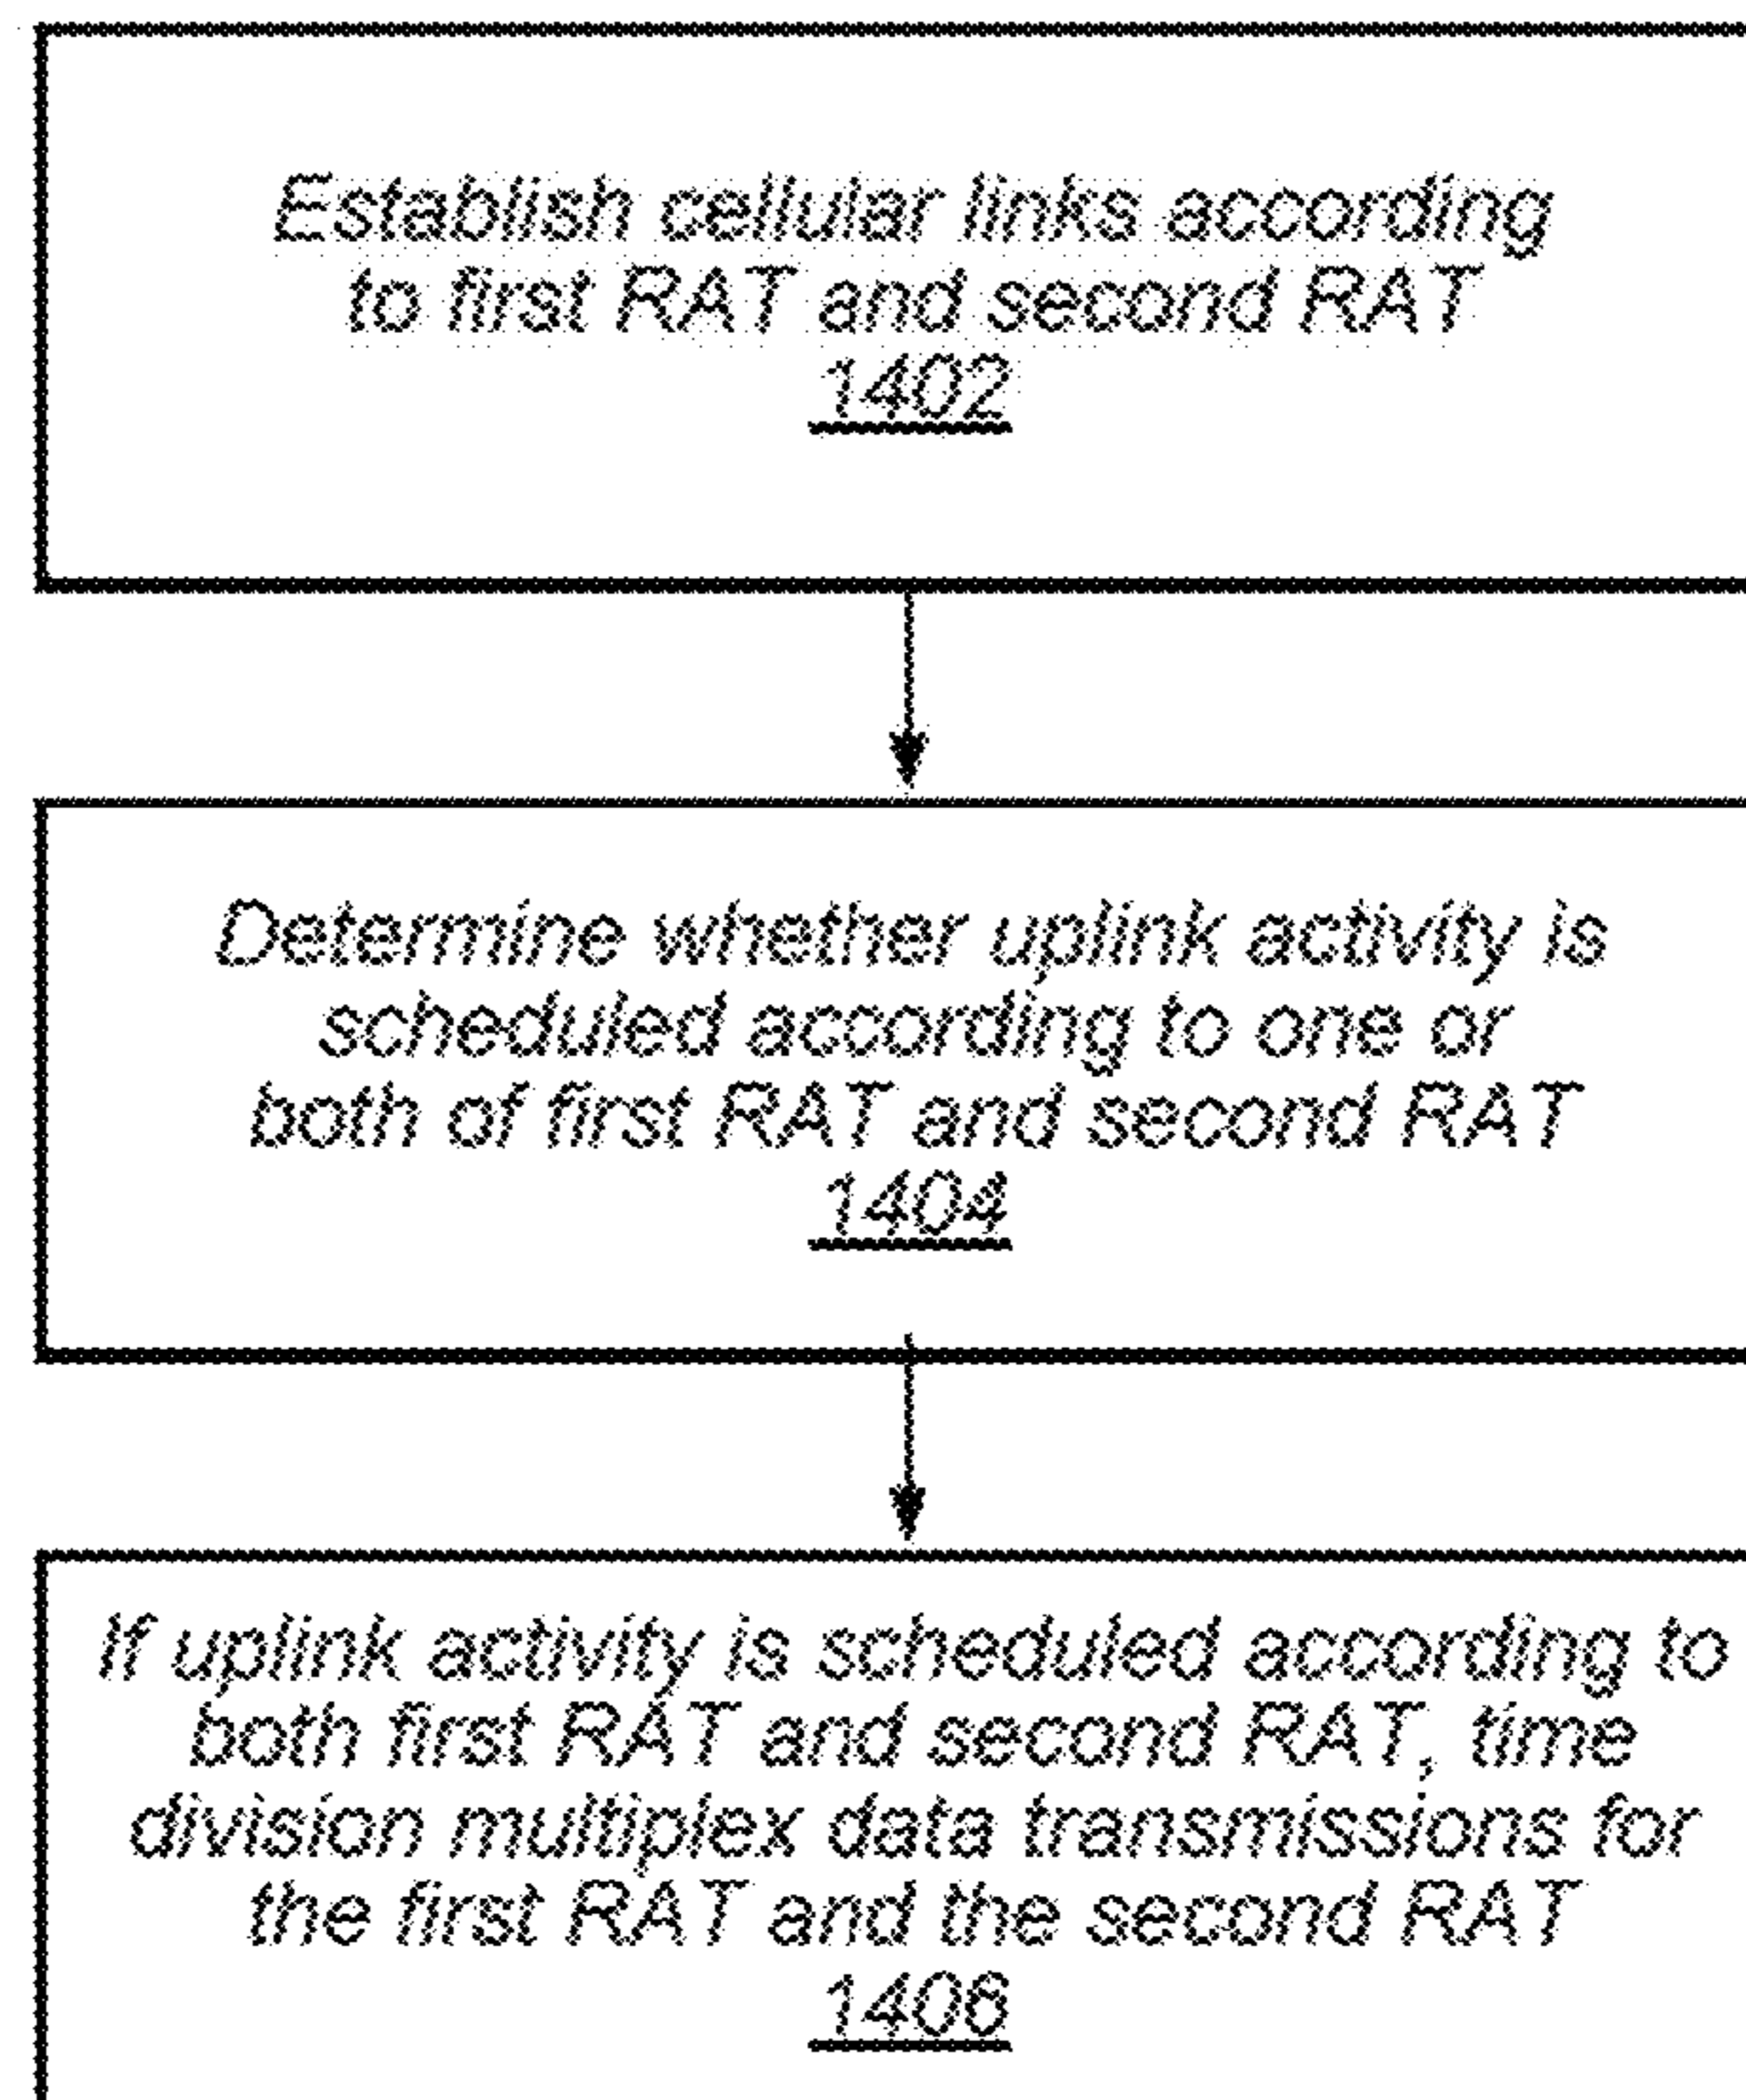 Establish cellular links according
to first RAT and second RAT
1402
Determine whether uplink activity is
scheduled according to one or
both of first RAT and second RAT
1404
If uplink activity is scheduled according to
both first RAT and second RAT, time
division multiplex data transmissions for
the first RAT and the second RAT
1406